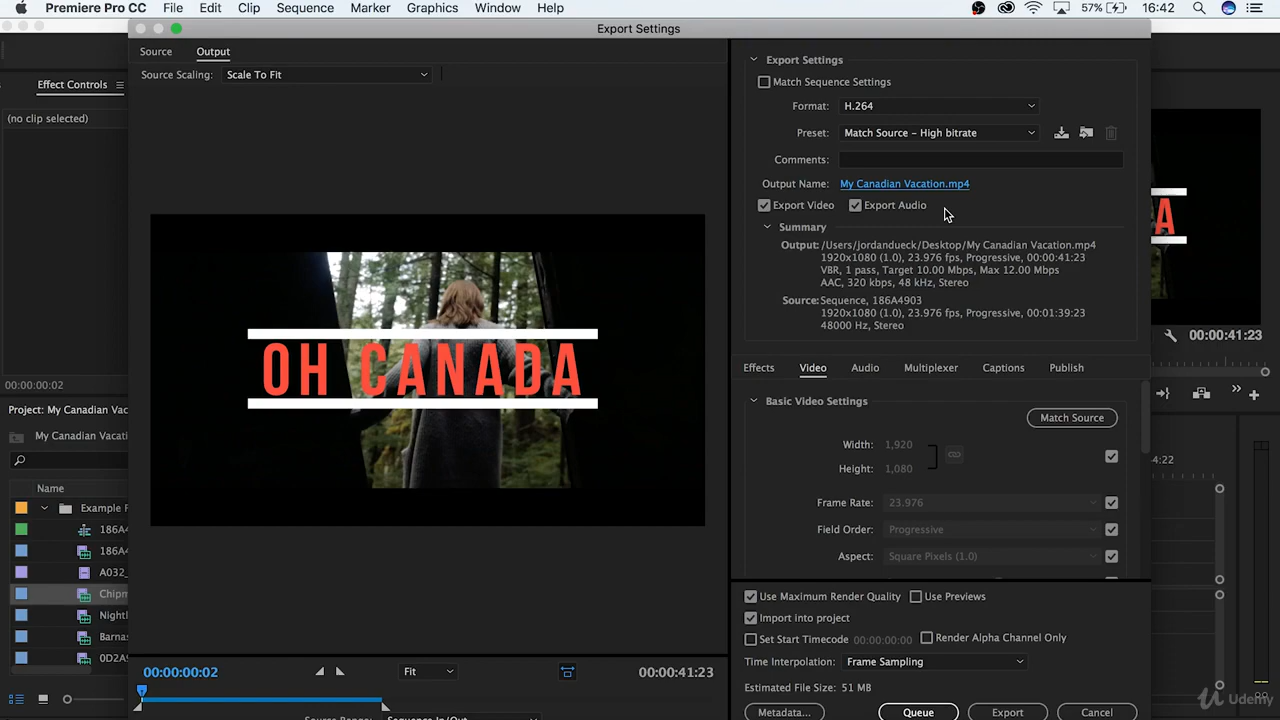 Premiere Pro CC File Edit Clip Sequence Marker Graphics Window Help 57% 16:42
Export Settings
Source Output
Source Scaling: Scale To Fit
Effect Controls
(no clip selected)
00:00:00:02
Project: My Canadian Vac
My Canadian Vacati
Name
Example F
186A4
186A4
A032_
Chipm
Nightl
Barnas
0D2A9
OH CANADA
00:00:00:02
Fit
00:00:41:23
Source Range: Sequence In/Out
Export Settings
Match Sequence Settings
Format: H.264
Preset: Match Source – High bitrate
Comments:
Output Name: My Canadian Vacation.mp4
Export Video Export Audio
Summary
Output: /Users/jordandueck/Desktop/My Canadian Vacation.mp4
1920x1080 (1.0), 23.976 fps, Progressive, 00:00:41:23
VBR, 1 pass, Target 10.00 Mbps, Max 12.00 Mbps
AAC, 320 kbps, 48 kHz, Stereo
Source: Sequence, 186A4903
1920x1080 (1.0), 23.976 fps, Progressive, 00:01:39:23
48000 Hz, Stereo
Effects Video Audio Multiplexer Captions Publish
Basic Video Settings
Match Source
Width: 1,920
Height: 1,080
Frame Rate: 23.976
Field Order: Progressive
Aspect: Square Pixels (1.0)
Use Maximum Render Quality Use Previews
Import into project
Set Start Timecode 00:00:00:00 Render Alpha Channel Only
Time Interpolation: Frame Sampling
Estimated File Size: 51 MB
Metadata... Queue Export Cancel
A
00:00:41:23
4:22
Udemy